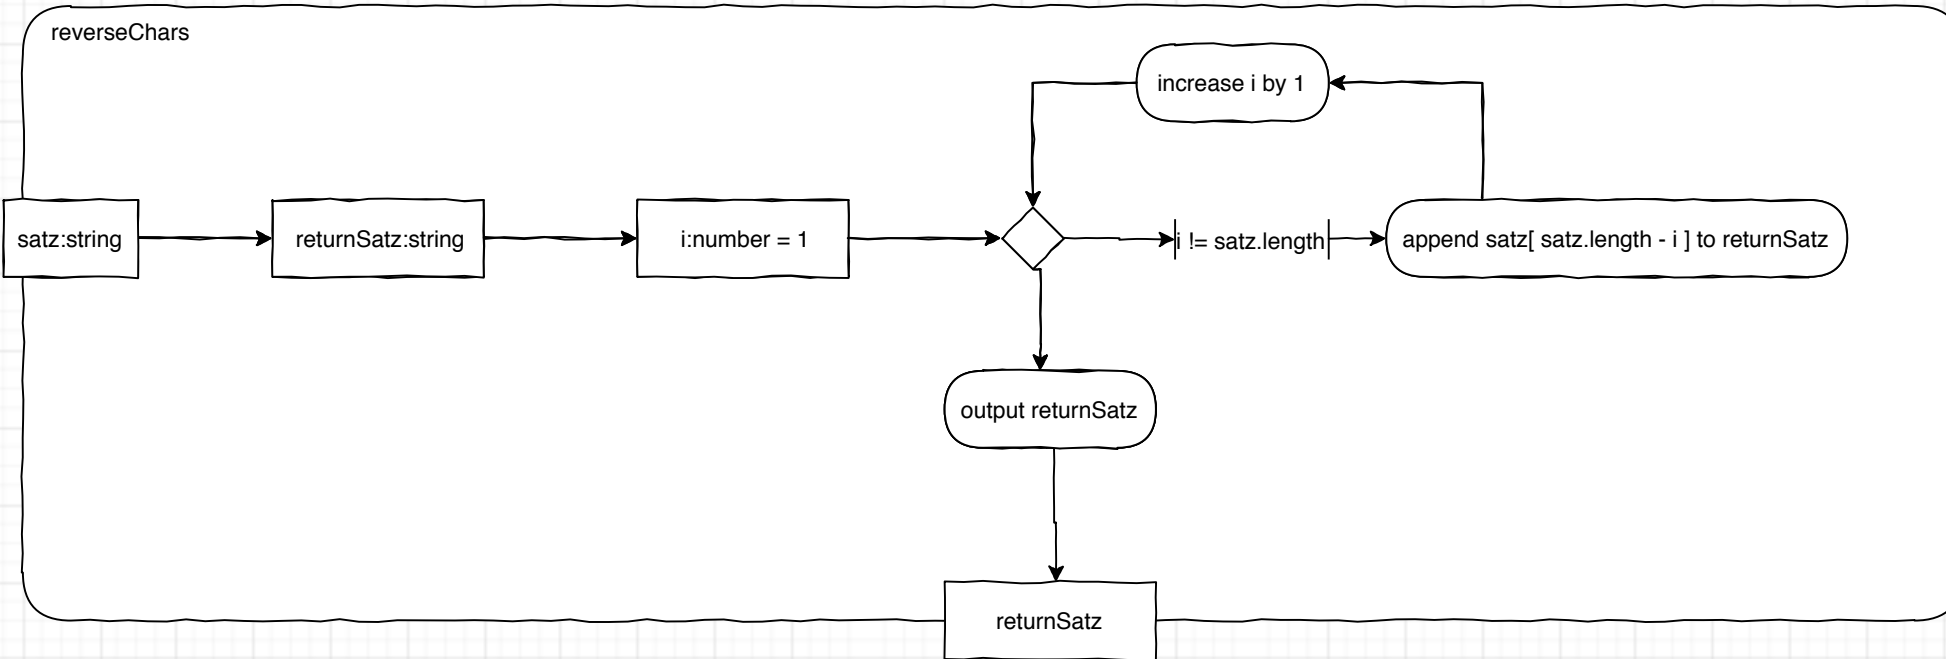 reverseChars
increase i by 1
satz:string
returnSatz:string
i:number = 1
i != satz.length
append satz[ satz.length - i ] to returnSatz
output returnSatz
returnSatz